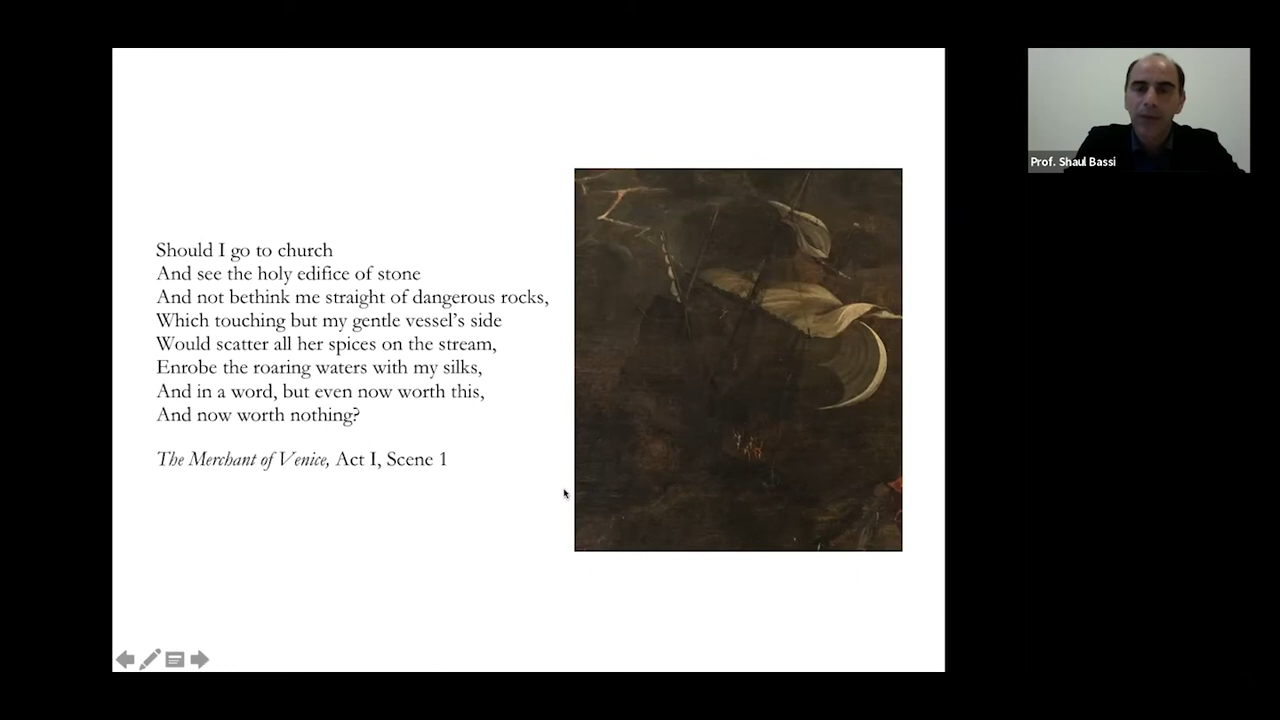 Should I go to church
And see the holy edifice of stone
And not bethink me straight of dangerous rocks,
Which touching but my gentle vessel’s side
Would scatter all her spices on the stream,
Enrobe the roaring waters with my silks,
And in a word, but even now worth this,
And now worth nothing?
The Merchant of Venice, Act I, Scene 1
Prof. Shaul Bassi